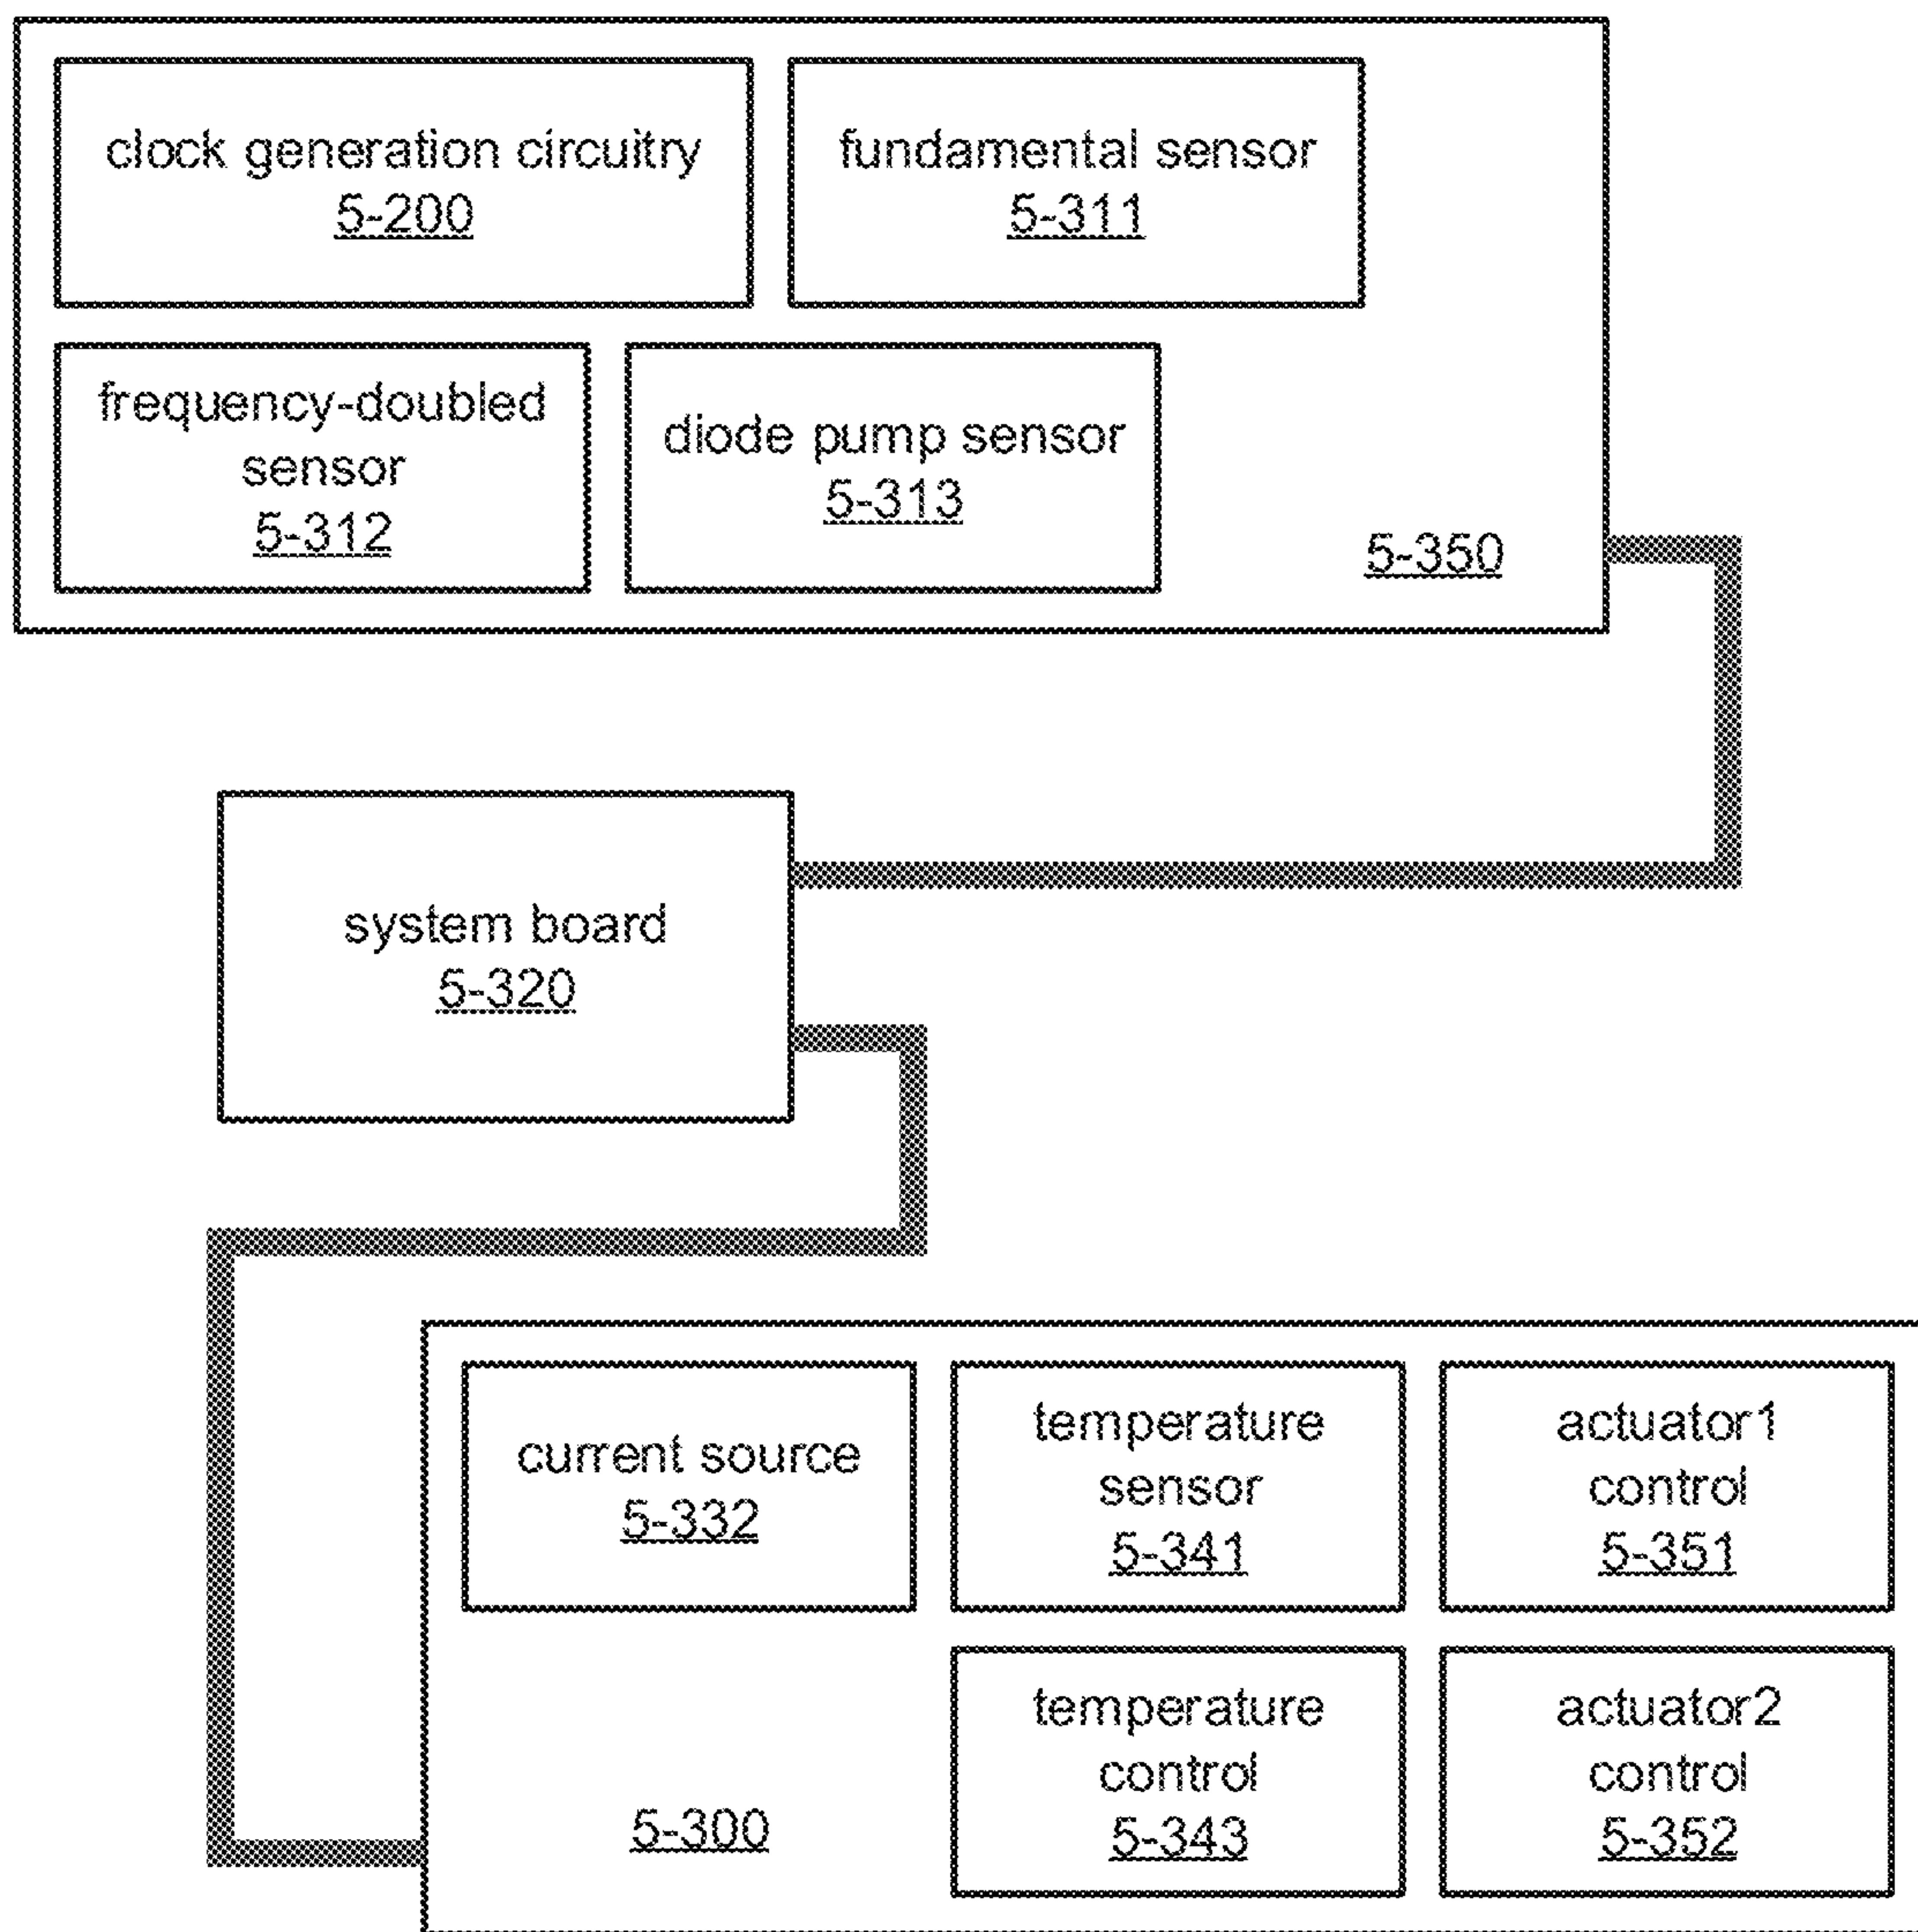 clock generation circuitry
5-200
fundamental sensor
5-311
frequency-doubled
sensor
5-312
diode pump sensor
5-313
5-350
system board
5-320
current source
5-332
temperature
sensor
5-341
actuator1
control
5-351
temperature
control
5-343
actuator2
control
5-352
5-300